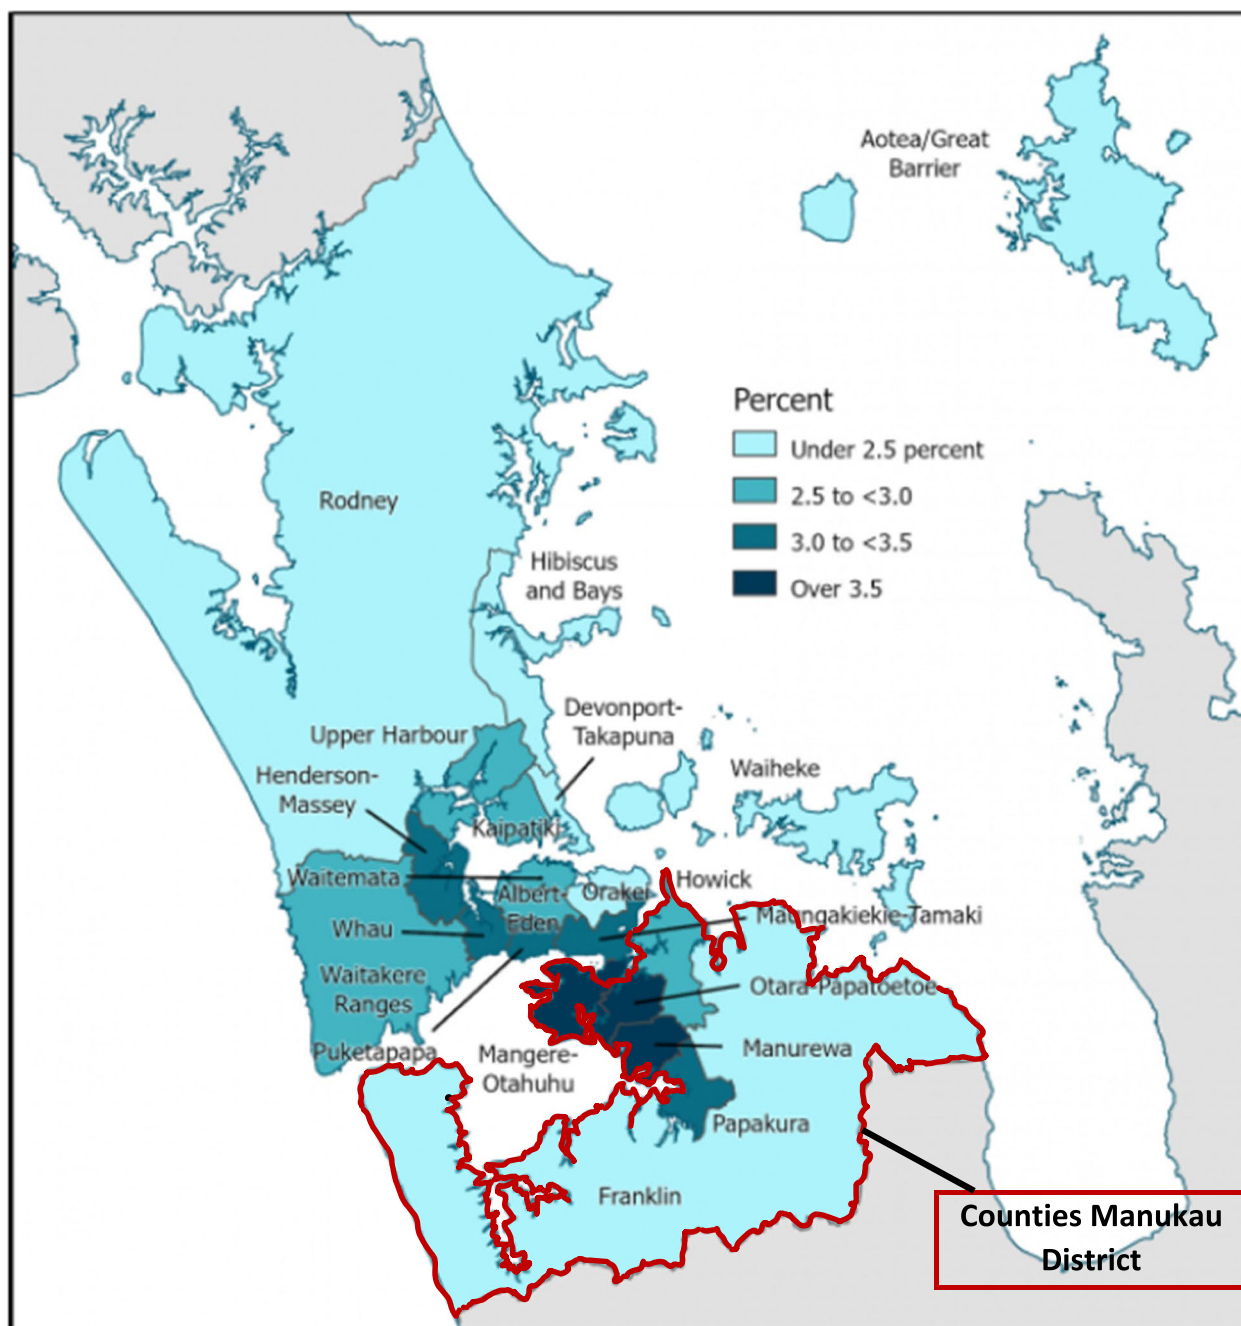 Aotea/Great
Barrier
Percent
Under 2.5 percent
2.5 to <3.0
3.0 to <3.5
Over 3.5
Rodney
Hibiscus
and Bays
Devonport-
Takapuna
Upper Harbour
Henderson-
Massey
Waiheke
Kaipatiki
Waitemata
Albert-
Eden
Orakei
Howick
Whau
Maungakiekie-Tamaki
Waitakere
Ranges
Otara-Papatoetoe
Puketapapa
Mangere-
Otahuhu
Manurewa
Papakura
Franklin
Counties Manukau
District